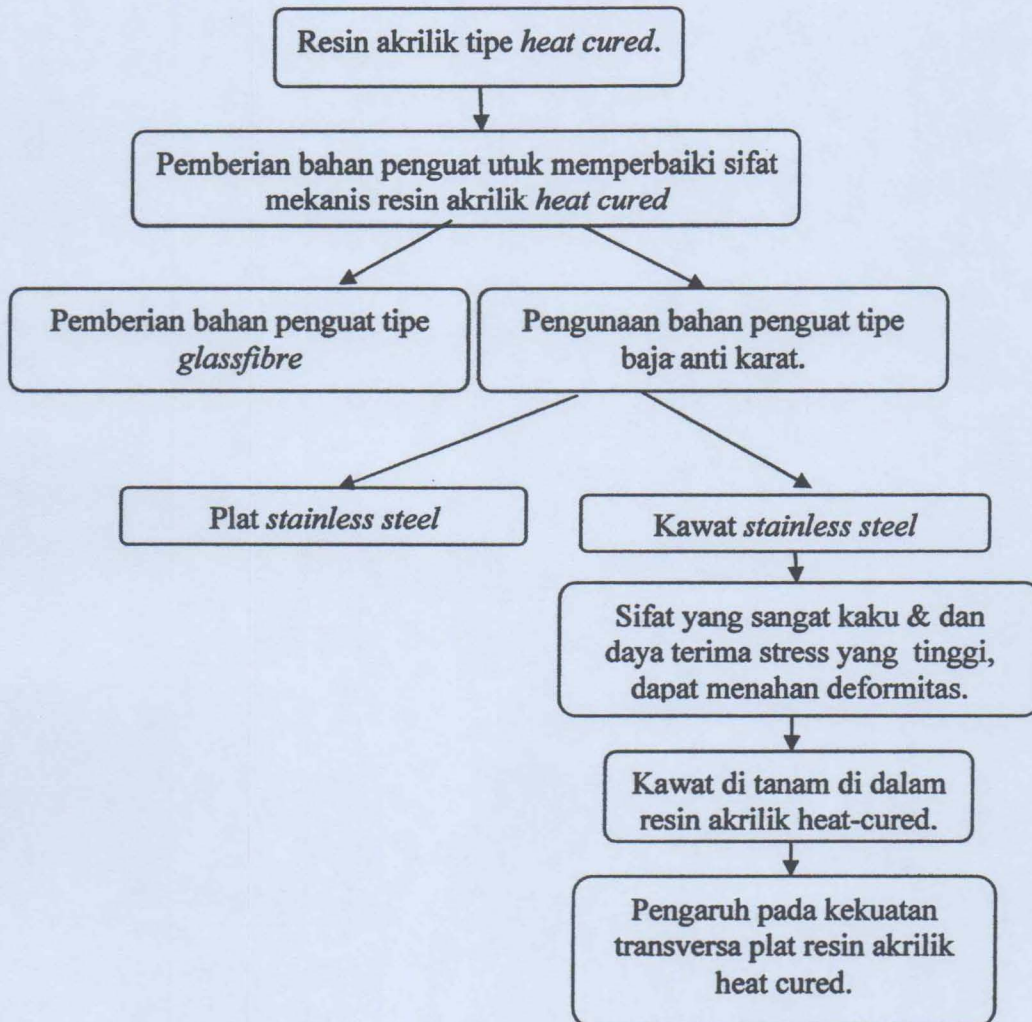 Resin akrilik tipe heat cured.
Pemberian bahan penguat utuk memperbaiki sifat
mekanis resin akrilik heat cured
Pemberian bahan penguat tipe
glassfibre
Pengunaan bahan penguat tipe
baja anti karat.
Plat stainless steel
Kawat stainless steel
Sifat yang sangat kaku & dan
daya terima stress yang tinggi,
dapat menahan deformitas.
Kawat di tanam di dalam
resin akrilik heat-cured.
Pengaruh pada kekuatan
transversa plat resin akrilik
heat cured.